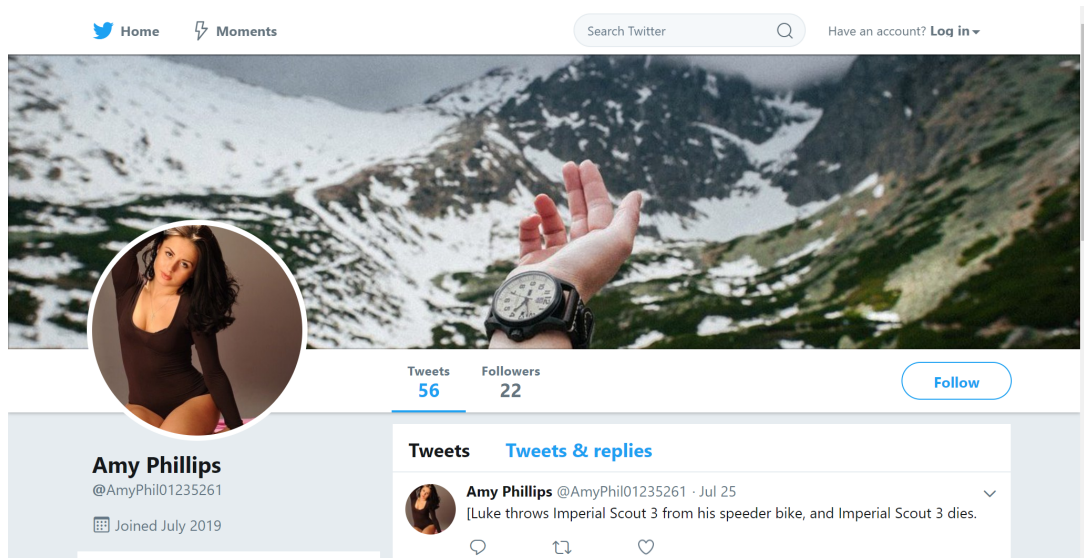 Home
Moments
Search Twitter
Have an account? Log in
Tweets
56
Followers
22
Follow
Amy Phillips
@AmyPhil01235261
Joined July 2019
Tweets
Tweets & replies
Amy Phillips @AmyPhil01235261 · Jul 25
[Luke throws Imperial Scout 3 from his speeder bike, and Imperial Scout 3 dies.